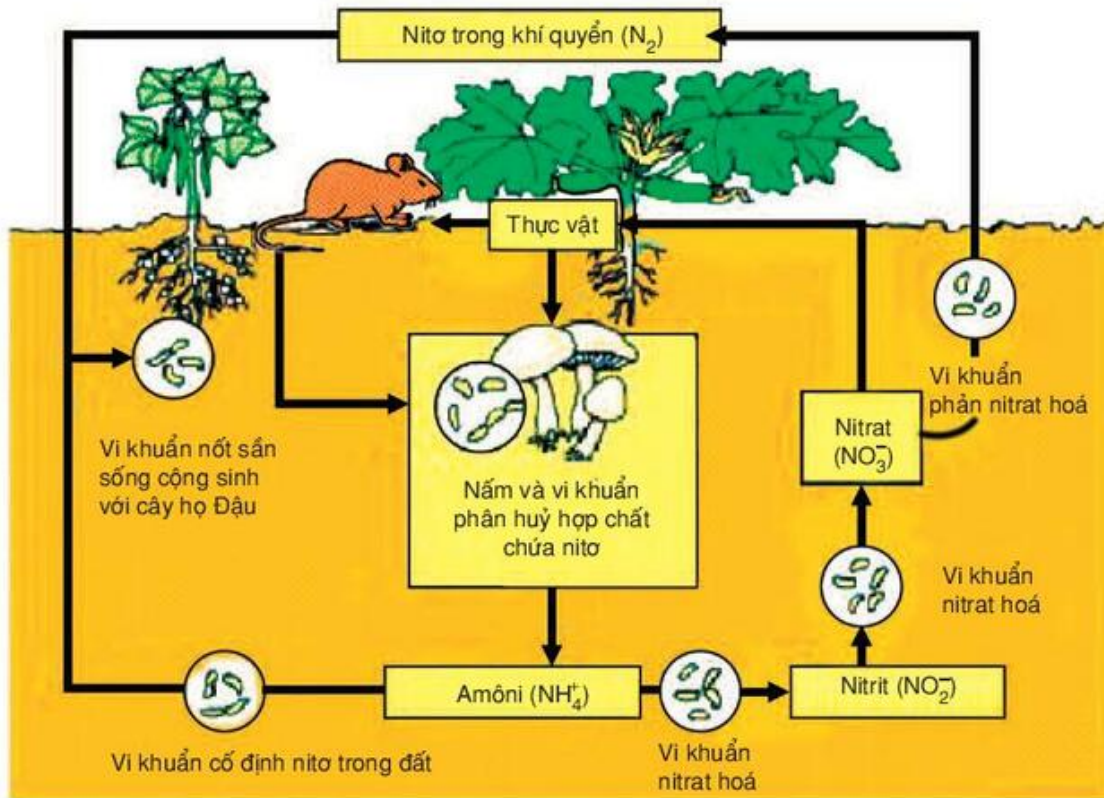 Nitơ trong khí quyển (N₂)
Thực vật
Vi khuẩn
phản nitrat hoá
Nitrat
(NO₃⁻)
Vi khuẩn nốt sần
sống cộng sinh
với cây họ Đậu
Nấm và vi khuẩn
phân huỷ hợp chất
chứa nitơ
Vi khuẩn
nitrat hoá
Amôni (NH₄⁺)
Nitrit (NO₂⁻)
Vi khuẩn cố định nitơ trong đất
Vi khuẩn
nitrat hoá